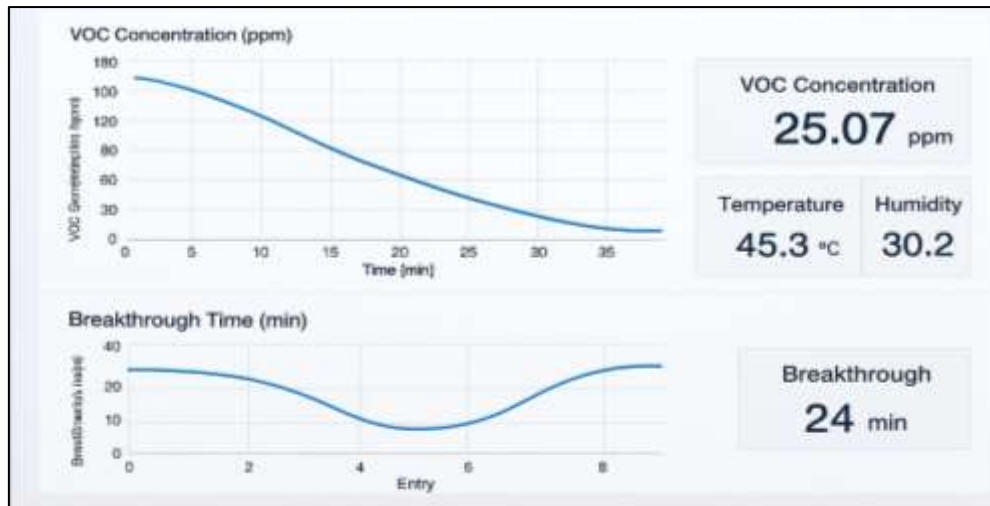 VOC Concentration (ppm)
180
100
120
80
60
30
0
0 5 10 15 20 25 30 35
Time [min]
VOC Concentration
25.07 ppm
Temperature
45.3 °C
Humidity
30.2
Breakthrough Time (min)
40
20
10
0
0 2 4 6 8
Entry
Breakthrough
24 min